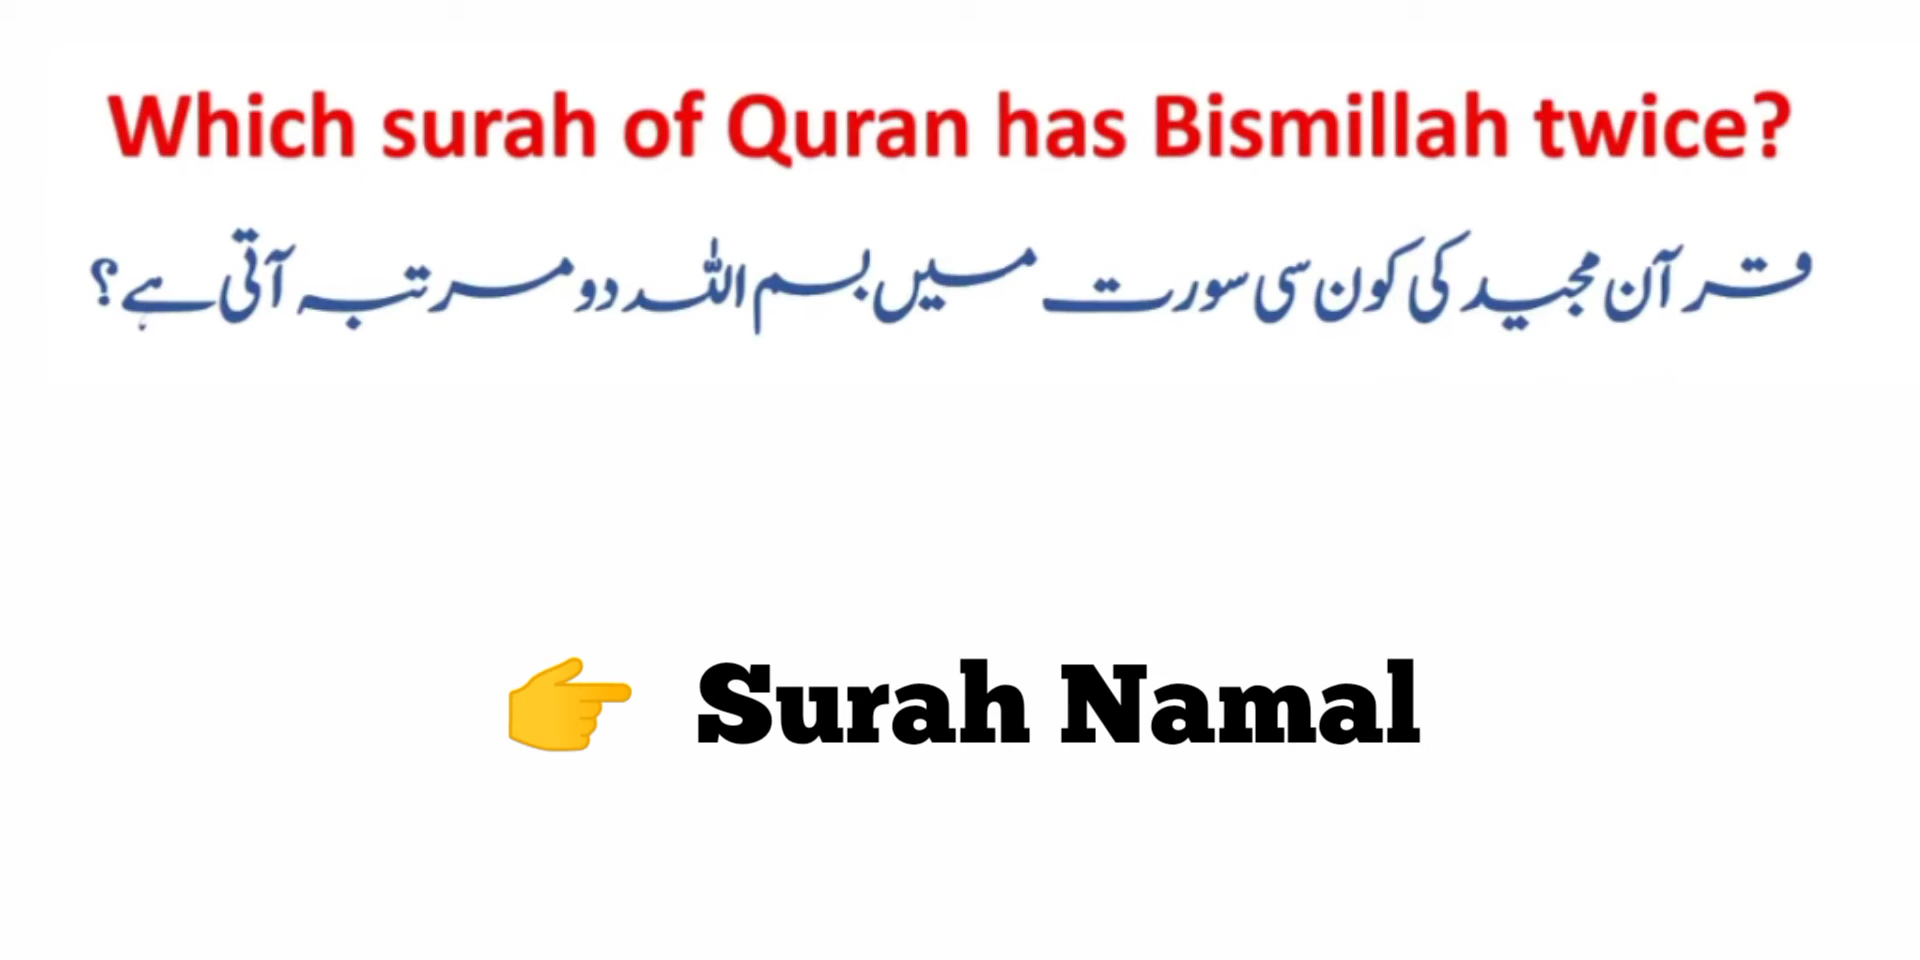 Which surah of Quran has Bismillah twice?
قرآن مجید کی کون سی سورت میں بسم اللہ دو مرتبہ آتی ہے؟
Surah Namal